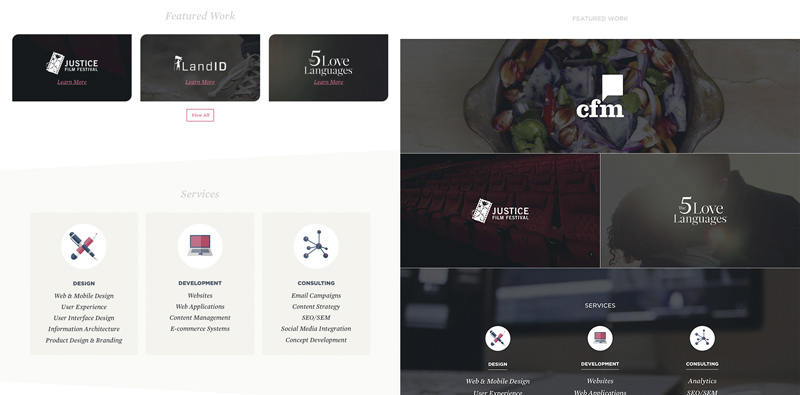 Featured Work
JUSTICE
FILM FESTIVAL
Learn More
LandID
Learn More
The 5 Love
Languages
Learn More
View All
Services
DESIGN
Web & Mobile Design
User Experience
User Interface Design
Information Architecture
Product Design & Branding
DEVELOPMENT
Websites
Web Applications
Content Management
E-commerce Systems
CONSULTING
Email Campaigns
Content Strategy
SEO/SEM
Social Media Integration
Concept Development
FEATURED WORK
cfm
JUSTICE
FILM FESTIVAL
The 5 Love
Languages
SERVICES
DESIGN
Web & Mobile Design
User Experience
DEVELOPMENT
Websites
Web Applications
CONSULTING
Analytics
SEO/SEM